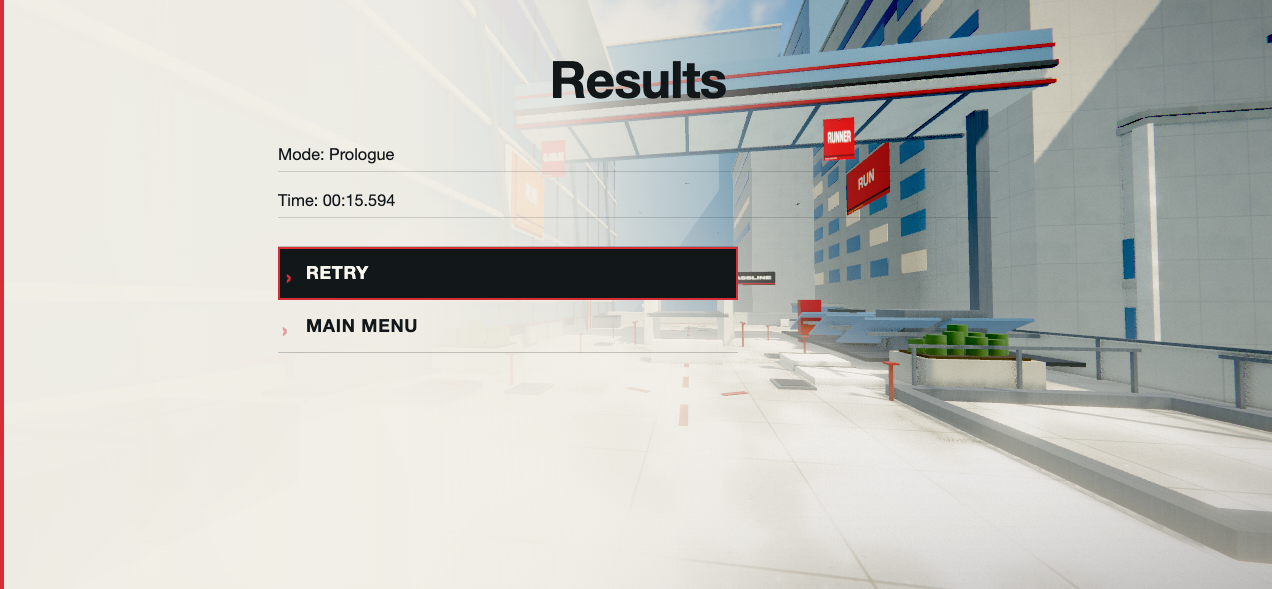 Results
RUNNER
Mode: Prologue
RUN
Time: 00:15.594
RETRY
MAIN MENU